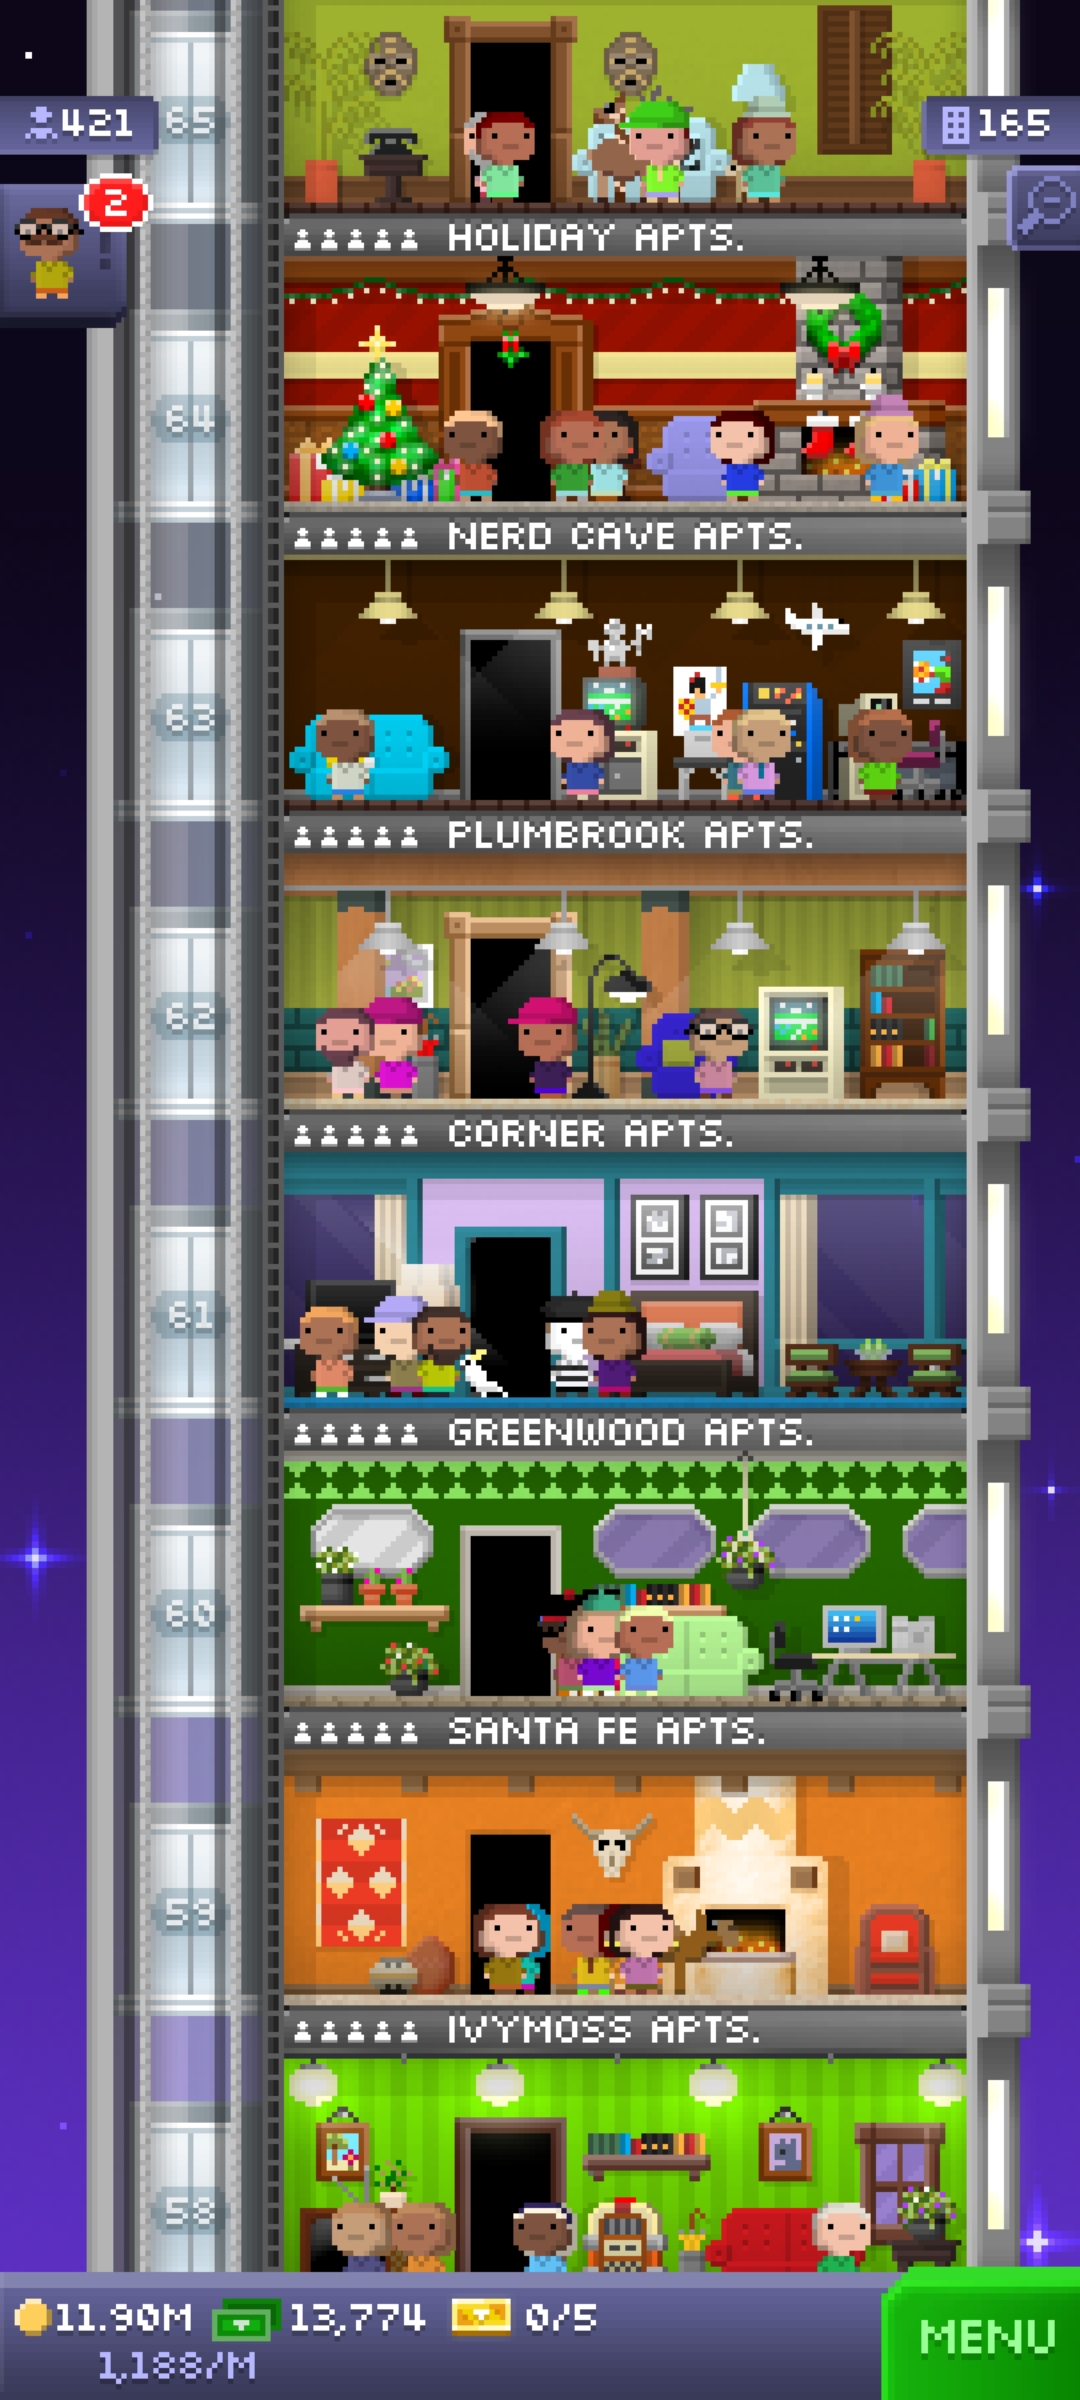 421
65
165
2
HOLIDAY APTS.
64
NERD CAVE APTS.
63
PLUMBROOK APTS.
62
CORNER APTS.
61
GREENWOOD APTS.
60
SANTA FE APTS.
59
IVYMOSS APTS.
58
11.90M 13,774 0/5
1,188/M
MENU